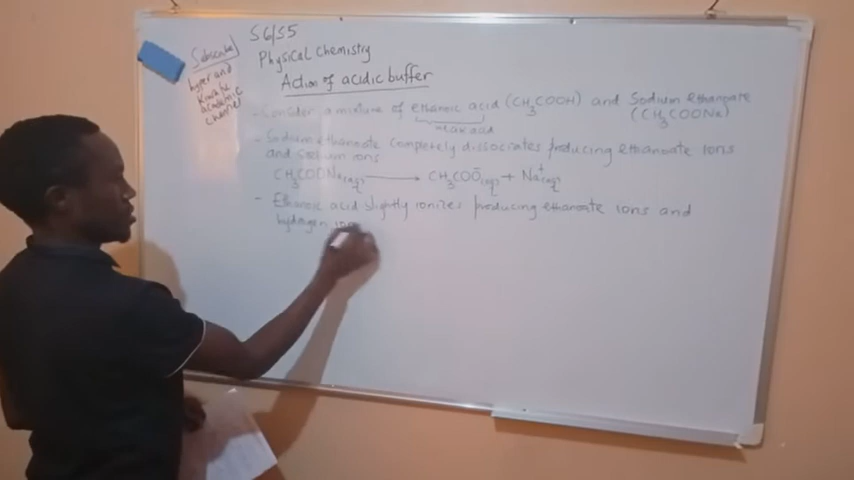 S6/S5
Subscribe
hyper and
Kwata
academic
channel
Physical Chemistry
Action of acidic buffer
- Consider a mixture of ethanoic acid (CH₃COOH) and Sodium ethanoate
weak acid
(CH₃COONa)
- Sodium ethanoate completely dissociates producing ethanoate ions
and sodium ions
CH₃COONa(aq) → CH₃COO⁻(aq) + Na⁺(aq)
- Ethanoic acid slightly ionizes producing ethanoate ions and
hydrogen ions